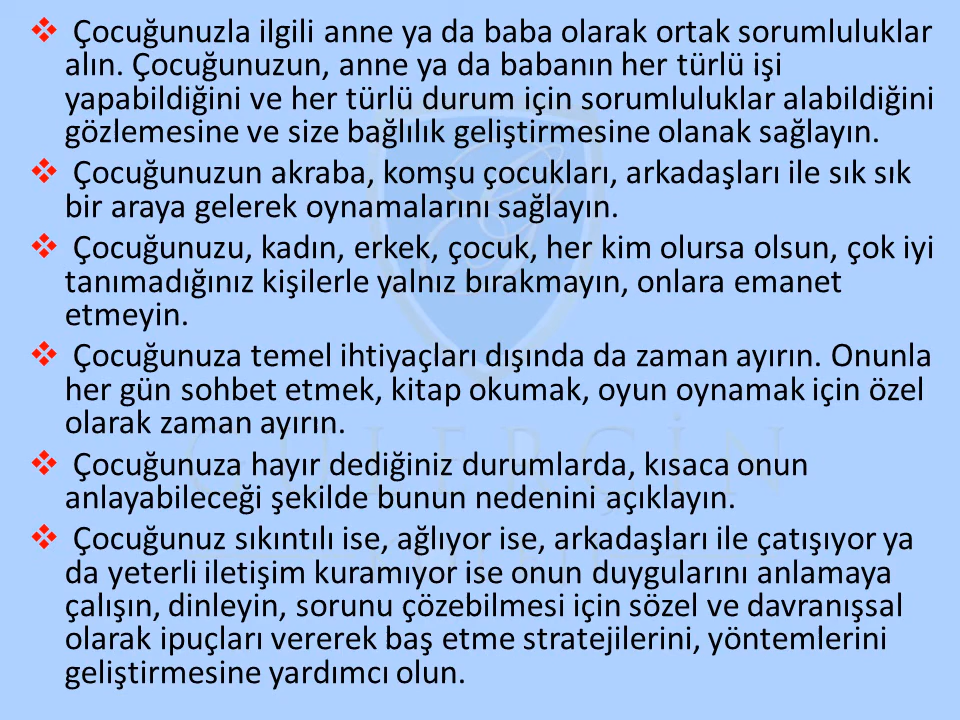 ❖ Çocuğunuzla ilgili anne ya da baba olarak ortak sorumluluklar
alın. Çocuğunuzun, anne ya da babanın her türlü işi
yapabildiğini ve her türlü durum için sorumluluklar alabildiğini
gözlemesine ve size bağlılık geliştirmesine olanak sağlayın.
❖ Çocuğunuzun akraba, komşu çocukları, arkadaşları ile sık sık
bir araya gelerek oynamalarını sağlayın.
❖ Çocuğunuzu, kadın, erkek, çocuk, her kim olursa olsun, çok iyi
tanımadığınız kişilerle yalnız bırakmayın, onlara emanet
etmeyin.
❖ Çocuğunuza temel ihtiyaçları dışında da zaman ayırın. Onunla
her gün sohbet etmek, kitap okumak, oyun oynamak için özel
olarak zaman ayırın.
❖ Çocuğunuza hayır dediğiniz durumlarda, kısaca onun
anlayabileceği şekilde bunun nedenini açıklayın.
❖ Çocuğunuz sıkıntılı ise, ağlıyor ise, arkadaşları ile çatışıyor ya
da yeterli iletişim kuramıyor ise onun duygularını anlamaya
çalışın, dinleyin, sorunu çözebilmesi için sözel ve davranışsal
olarak ipuçları vererek baş etme stratejilerini, yöntemlerini
geliştirmesine yardımcı olun.